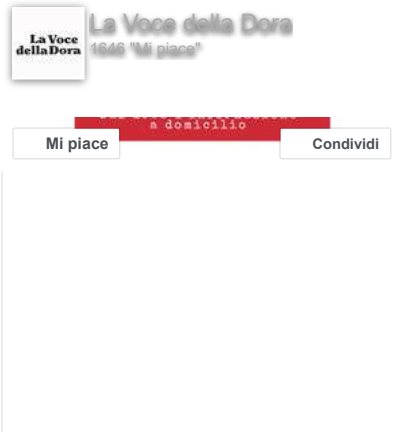 La Voce della Dora
1646 "Mi piace"
La Voce
della Dora
a domicilio
Mi piace
Condividi